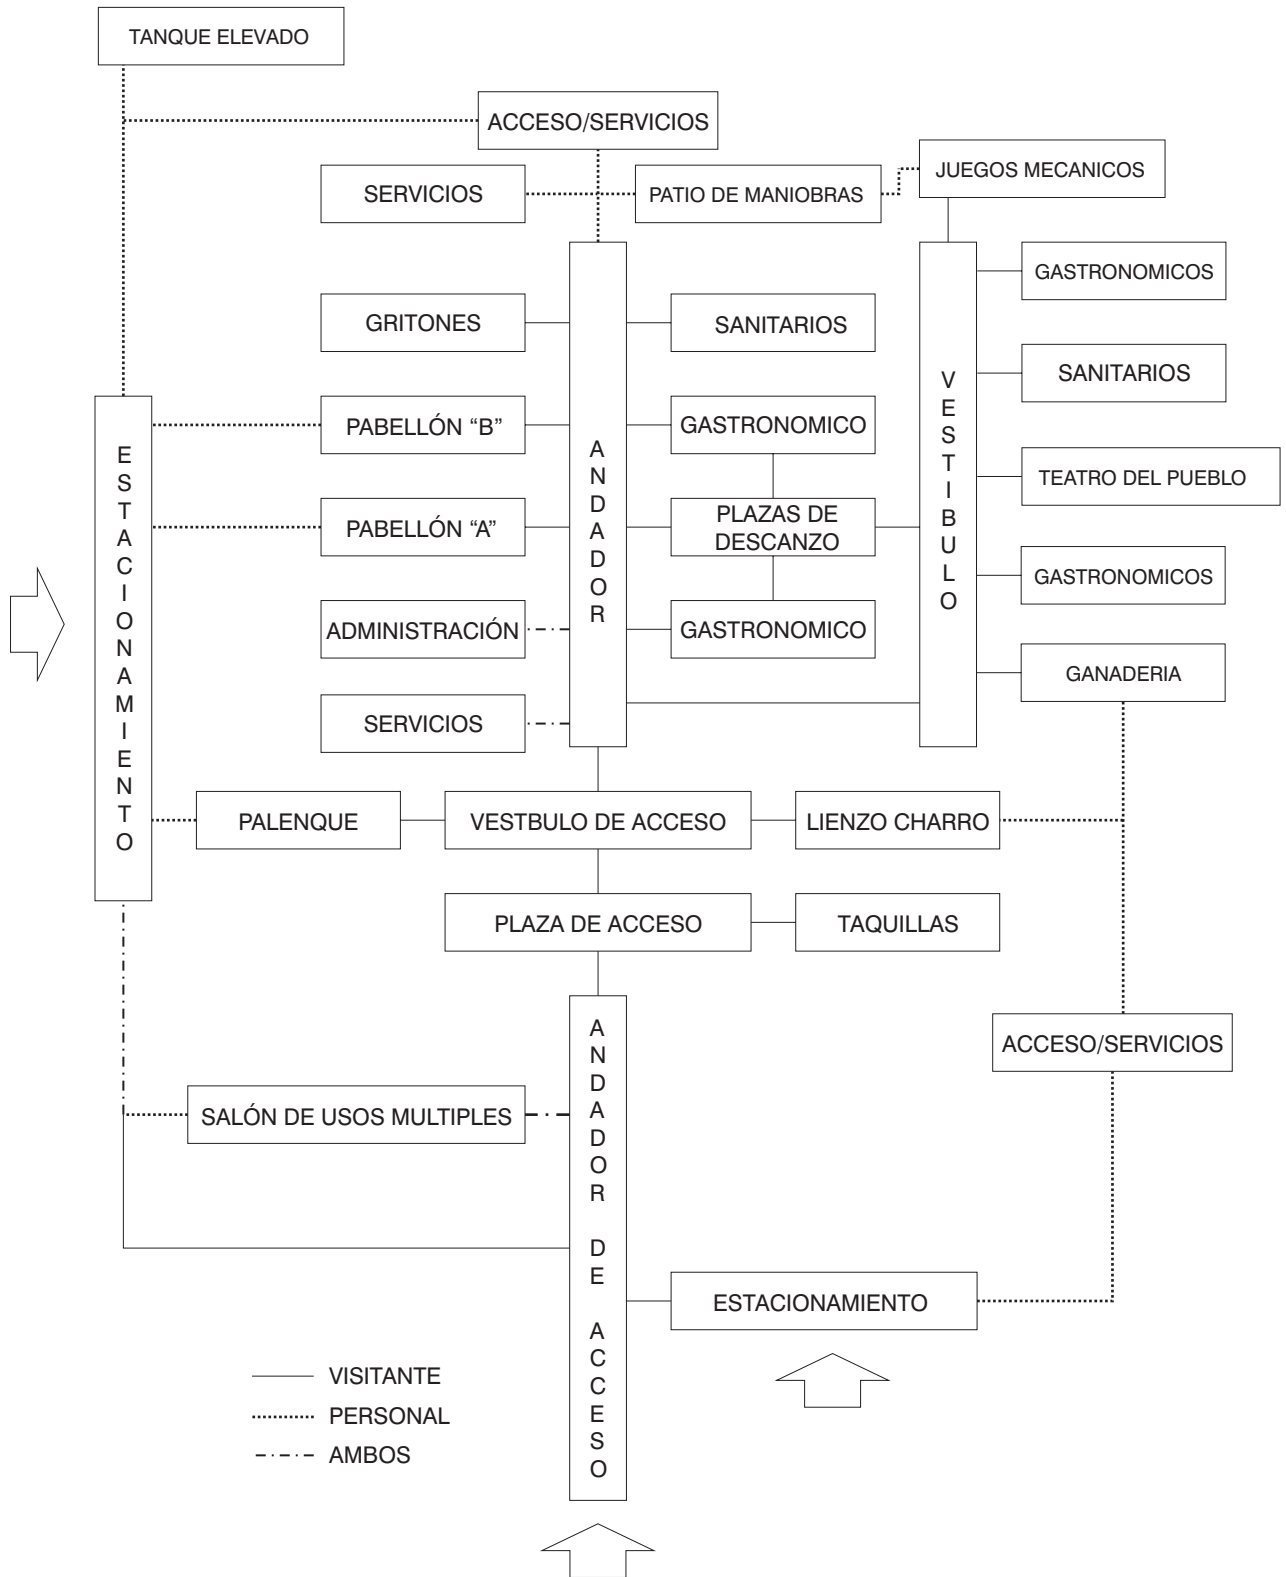 TANQUE ELEVADO
ACCESO/SERVICIOS
JUEGOS MECANICOS
SERVICIOS
PATIO DE MANIOBRAS
GASTRONOMICOS
GRITONES
SANITARIOS
SANITARIOS
PABELLÓN “B”
GASTRONOMICO
TEATRO DEL PUEBLO
PABELLÓN “A”
PLAZAS DE
DESCANZO
GASTRONOMICOS
ADMINISTRACIÓN
GASTRONOMICO
GANADERIA
SERVICIOS
ESTACIONAMIENTO
ANDADOR
VESTIBULO
PALENQUE
VESTBULO DE ACCESO
LIENZO CHARRO
PLAZA DE ACCESO
TAQUILLAS
ACCESO/SERVICIOS
SALÓN DE USOS MULTIPLES
ANDADOR DE ACCESO
ESTACIONAMIENTO
VISITANTE
PERSONAL
AMBOS